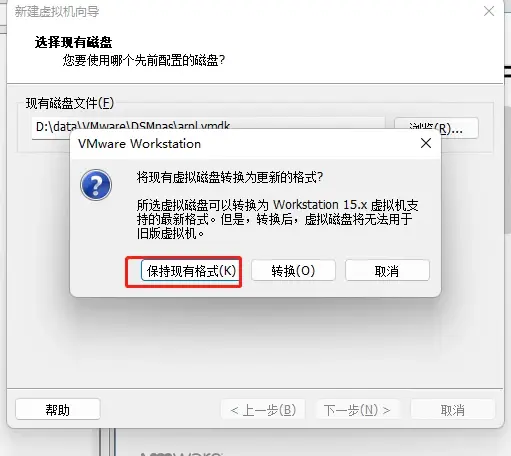 新建虚拟机向导
选择现有磁盘
您要使用哪个先前配置的磁盘?
现有磁盘文件(F)
D:\data\VMware\DSMnas\arpl.vmdk
浏览(R)...
VMware Workstation
将现有虚拟磁盘转换为更新的格式?
所选虚拟磁盘可以转换为 Workstation 15.x 虚拟机支
持的最新格式。但是，转换后，虚拟磁盘将无法用于
旧版虚拟机。
保持现有格式(K)
转换(O)
取消
帮助
< 上一步(B)
下一步(N) >
取消